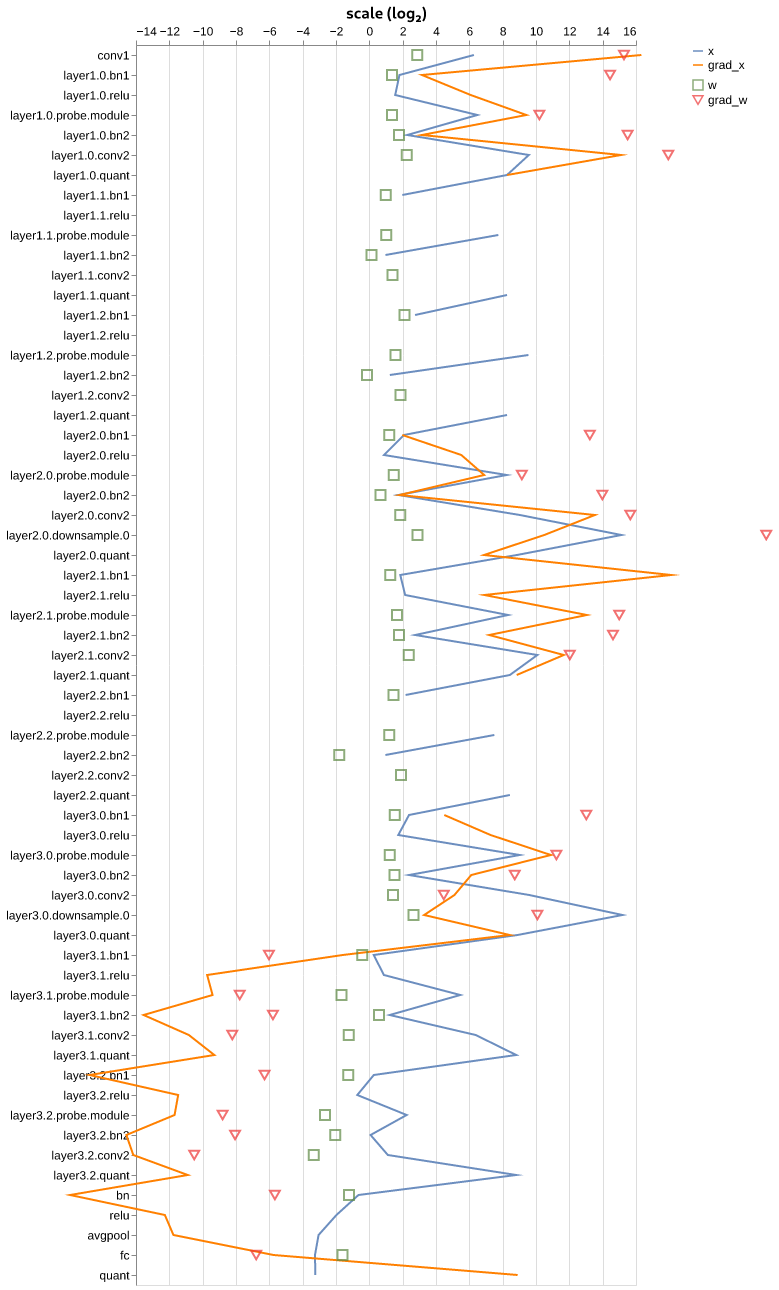 scale (log₂)
−14 −12 −10 −8 −6 −4 −2 0 2 4 6 8 10 12 14 16
x
grad_x
w
grad_w
conv1
layer1.0.bn1
layer1.0.relu
layer1.0.probe.module
layer1.0.bn2
layer1.0.conv2
layer1.0.quant
layer1.1.bn1
layer1.1.relu
layer1.1.probe.module
layer1.1.bn2
layer1.1.conv2
layer1.1.quant
layer1.2.bn1
layer1.2.relu
layer1.2.probe.module
layer1.2.bn2
layer1.2.conv2
layer1.2.quant
layer2.0.bn1
layer2.0.relu
layer2.0.probe.module
layer2.0.bn2
layer2.0.conv2
layer2.0.downsample.0
layer2.0.quant
layer2.1.bn1
layer2.1.relu
layer2.1.probe.module
layer2.1.bn2
layer2.1.conv2
layer2.1.quant
layer2.2.bn1
layer2.2.relu
layer2.2.probe.module
layer2.2.bn2
layer2.2.conv2
layer2.2.quant
layer3.0.bn1
layer3.0.relu
layer3.0.probe.module
layer3.0.bn2
layer3.0.conv2
layer3.0.downsample.0
layer3.0.quant
layer3.1.bn1
layer3.1.relu
layer3.1.probe.module
layer3.1.bn2
layer3.1.conv2
layer3.1.quant
layer3.2.bn1
layer3.2.relu
layer3.2.probe.module
layer3.2.bn2
layer3.2.conv2
layer3.2.quant
bn
relu
avgpool
fc
quant